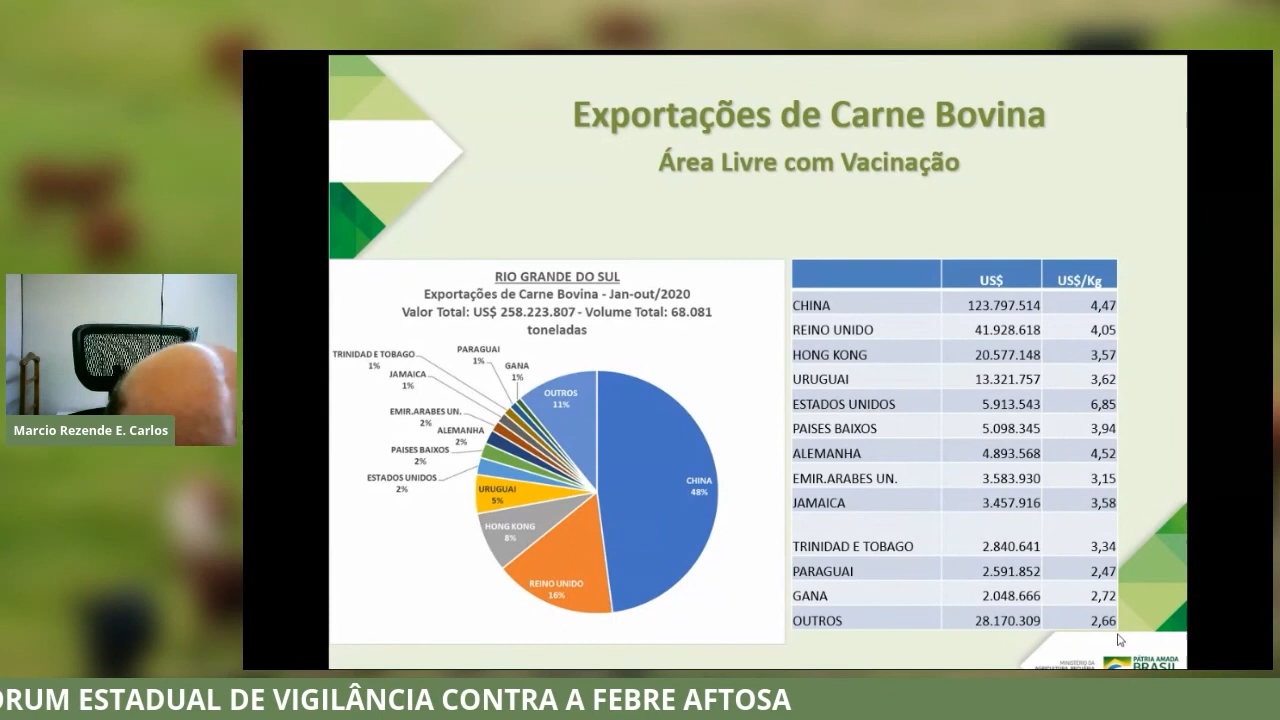 Exportações de Carne Bovina
Área Livre com Vacinação
RIO GRANDE DO SUL
Exportações de Carne Bovina - Jan-out/2020
Valor Total: US$ 258.223.807 - Volume Total: 68.081
toneladas
TRINIDAD E TOBAGO
1%
PARAGUAI
1%
GANA
1%
JAMAICA
1%
OUTROS
11%
EMIR.ARABES UN.
2%
ALEMANHA
2%
PAISES BAIXOS
2%
ESTADOS UNIDOS
2%
URUGUAI
5%
HONG KONG
8%
REINO UNIDO
16%
CHINA
48%
US$ US$/Kg
CHINA 123.797.514 4,47
REINO UNIDO 41.928.618 4,05
HONG KONG 20.577.148 3,57
URUGUAI 13.321.757 3,62
ESTADOS UNIDOS 5.913.543 6,85
PAISES BAIXOS 5.098.345 3,94
ALEMANHA 4.893.568 4,52
EMIR.ARABES UN. 3.583.930 3,15
JAMAICA 3.457.916 3,58
TRINIDAD E TOBAGO 2.840.641 3,34
PARAGUAI 2.591.852 2,47
GANA 2.048.666 2,72
OUTROS 28.170.309 2,66
MINISTÉRIO DA
PÁTRIA AMADA
BRASIL
Marcio Rezende E. Carlos
ORUM ESTADUAL DE VIGILÂNCIA CONTRA A FEBRE AFTOSA